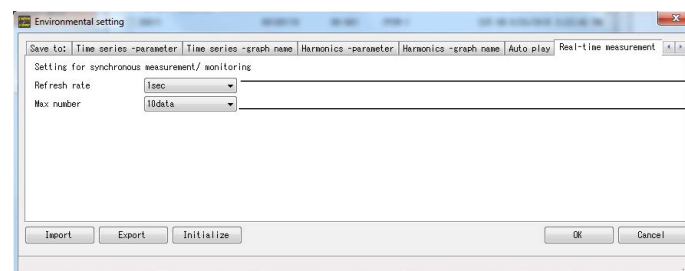 Environmental setting
Save to: Time series -parameter Time series -graph name Harmonics -parameter Harmonics -graph name Auto play Real-time measurement
Setting for synchronous measurement/ monitoring
Refresh rate 1sec
Max number 10data
Import Export Initialize OK Cancel